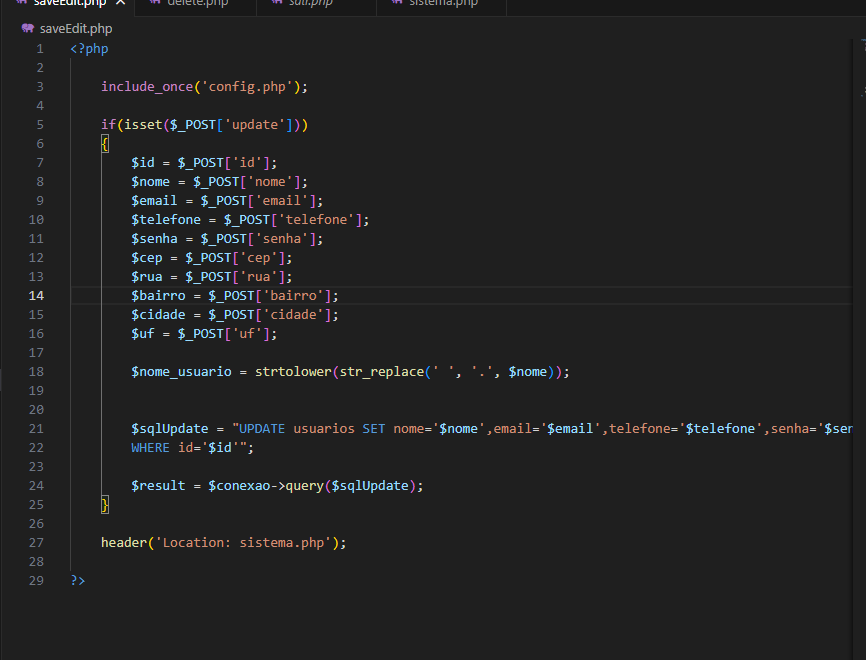 saveEdit.php × delete.php sair.php sistema.php
saveEdit.php
1 <?php
2
3 include_once('config.php');
4
5 if(isset($_POST['update']))
6 {
7 $id = $_POST['id'];
8 $nome = $_POST['nome'];
9 $email = $_POST['email'];
10 $telefone = $_POST['telefone'];
11 $senha = $_POST['senha'];
12 $cep = $_POST['cep'];
13 $rua = $_POST['rua'];
14 $bairro = $_POST['bairro'];
15 $cidade = $_POST['cidade'];
16 $uf = $_POST['uf'];
17
18 $nome_usuario = strtolower(str_replace(' ', '.', $nome));
19
20
21 $sqlUpdate = "UPDATE usuarios SET nome='$nome',email='$email',telefone='$telefone',senha='$sen
22 WHERE id='$id'";
23
24 $result = $conexao->query($sqlUpdate);
25 }
26
27 header('Location: sistema.php');
28
29 ?>